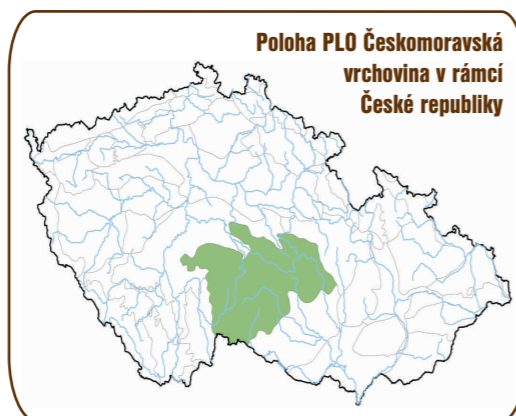 Poloha PLO Českomoravská
vrchovina v rámci
České republiky